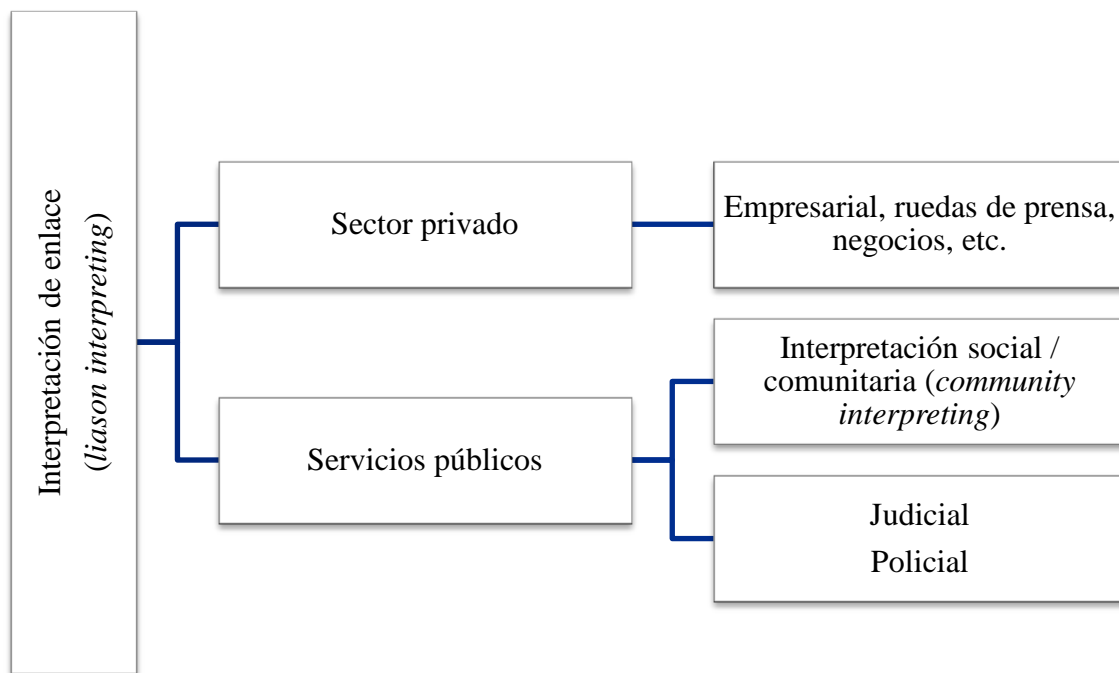 Interpretación de enlace
(liason interpreting)
Sector privado
Empresarial, ruedas de prensa,
negocios, etc.
Servicios públicos
Interpretación social /
comunitaria (community
interpreting)
Judicial
Policial